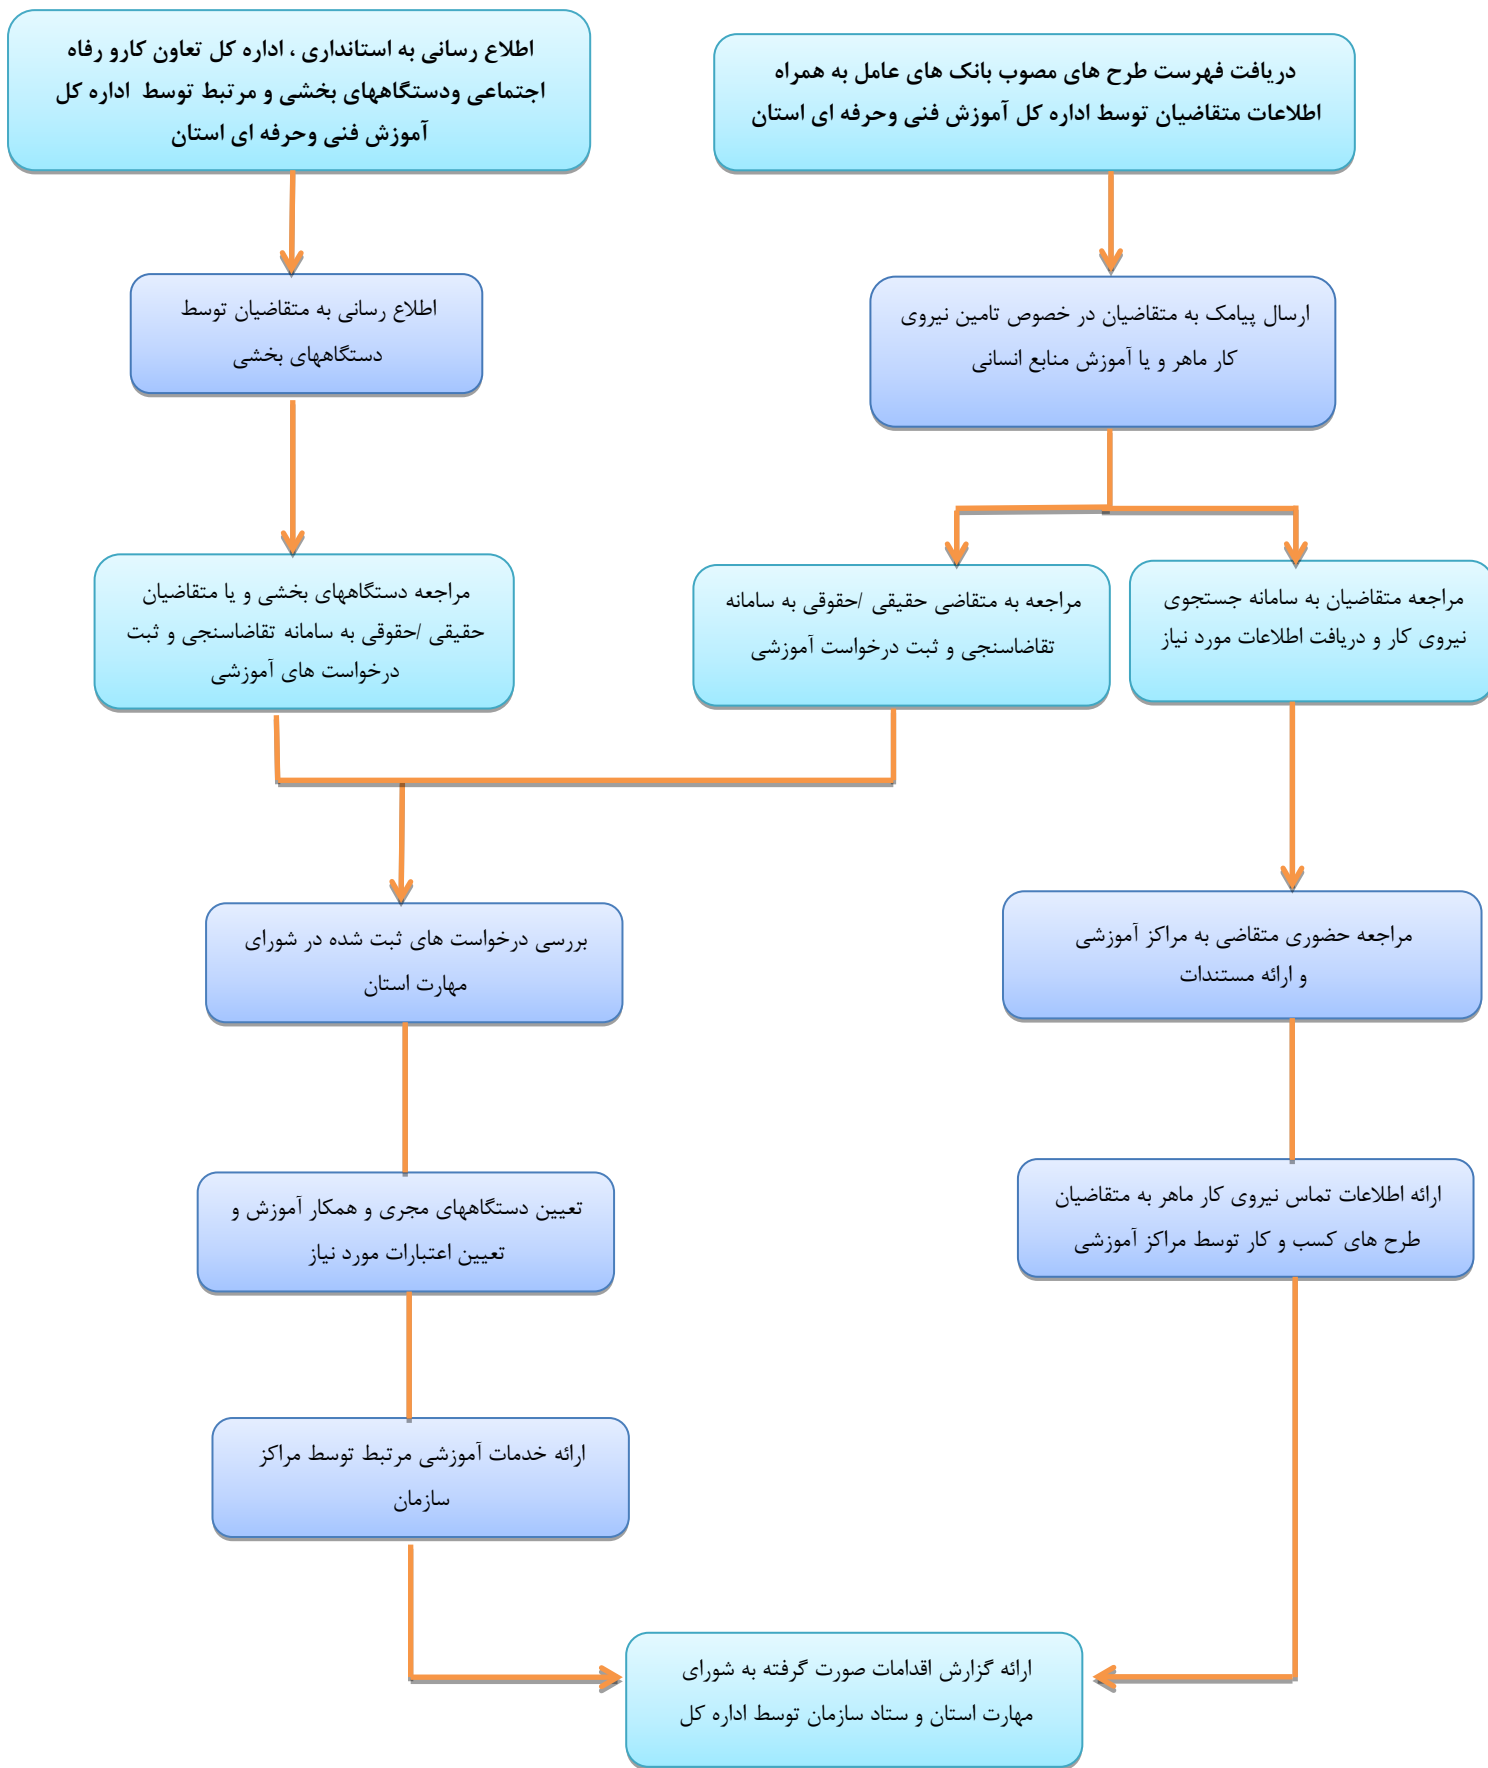 دریافت فهرست طرح های مصوب بانک های عامل به همراه
اطلاعات متقاضیان توسط اداره کل آموزش فنی وحرفه ای استان
اطلاع رسانی به استانداری ، اداره کل تعاون کارو رفاه
اجتماعی ودستگاههای بخشی و مرتبط توسط اداره کل
آموزش فنی وحرفه ای استان
ارسال پیامک به متقاضیان در خصوص تامین نیروی
کار ماهر و یا آموزش منابع انسانی
اطلاع رسانی به متقاضیان توسط
دستگاههای بخشی
مراجعه متقاضیان به سامانه جستجوی
نیروی کار و دریافت اطلاعات مورد نیاز
مراجعه به متقاضی حقیقی /حقوقی به سامانه
تقاضاسنجی و ثبت درخواست آموزشی
مراجعه دستگاههای بخشی و یا متقاضیان
حقیقی /حقوقی به سامانه تقاضاسنجی و ثبت
درخواست های آموزشی
مراجعه حضوری متقاضی به مراکز آموزشی
و ارائه مستندات
بررسی درخواست های ثبت شده در شورای
مهارت استان
ارائه اطلاعات تماس نیروی کار ماهر به متقاضیان
طرح های کسب و کار توسط مراکز آموزشی
تعیین دستگاههای مجری و همکار آموزش و
تعیین اعتبارات مورد نیاز
ارائه خدمات آموزشی مرتبط توسط مراکز
سازمان
ارائه گزارش اقدامات صورت گرفته به شورای
مهارت استان و ستاد سازمان توسط اداره کل